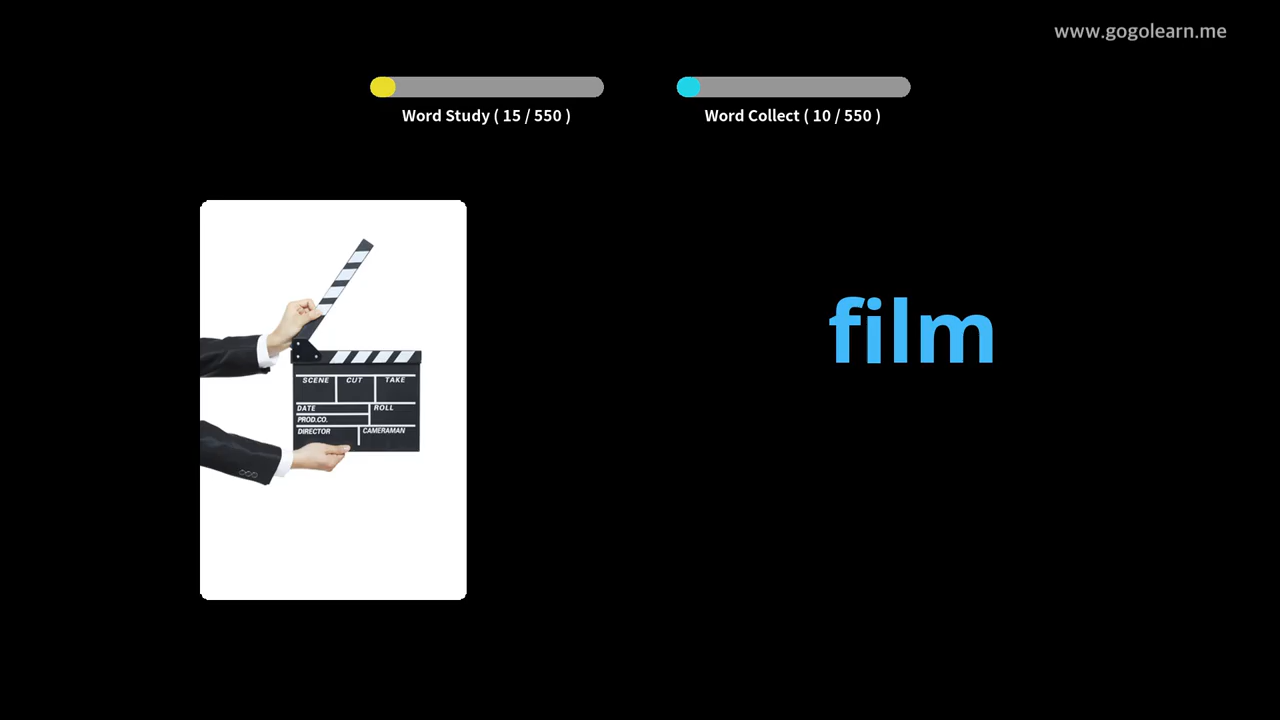 www.gogolearn.me
Word Study ( 15 / 550 )
Word Collect ( 10 / 550 )
film
SCENE CUT TAKE
DATE ROLL
PROD.CO.
DIRECTOR CAMERAMAN